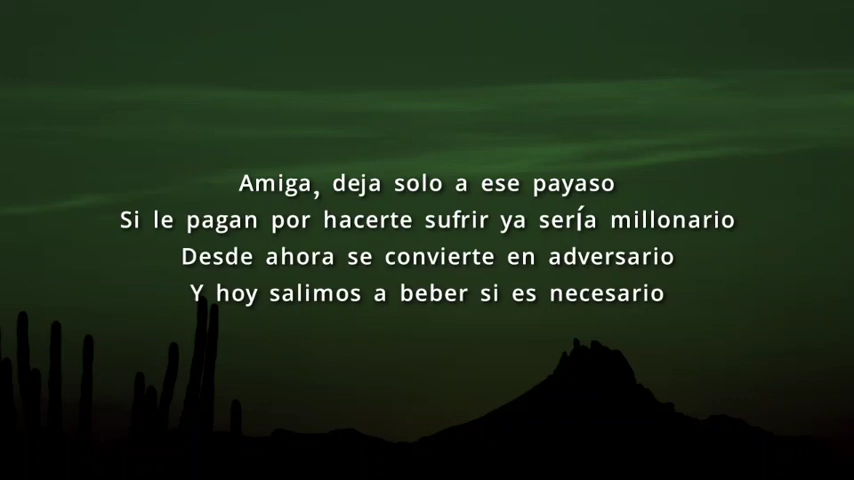 Amiga, deja solo a ese payaso
Si le pagan por hacerte sufrir ya sería millonario
Desde ahora se convierte en adversario
Y hoy salimos a beber si es necesario